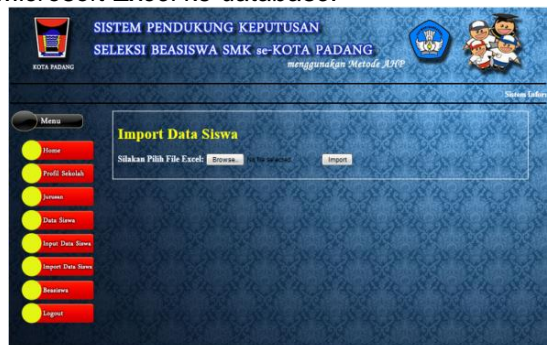 Microsoft Excel ke database.
SISTEM PENDUKUNG KEPUTUSAN
SELEKSI BEASISWA SMK se-KOTA PADANG
menggunakan Metode AHP
KOTA PADANG
Sistem Infor
Menu
Home
Profil Sekolah
Jurusan
Data Siswa
Input Data Siswa
Import Data Siswa
Beasiswa
Logout
Import Data Siswa
Silakan Pilih File Excel: Browse... No file selected. Import